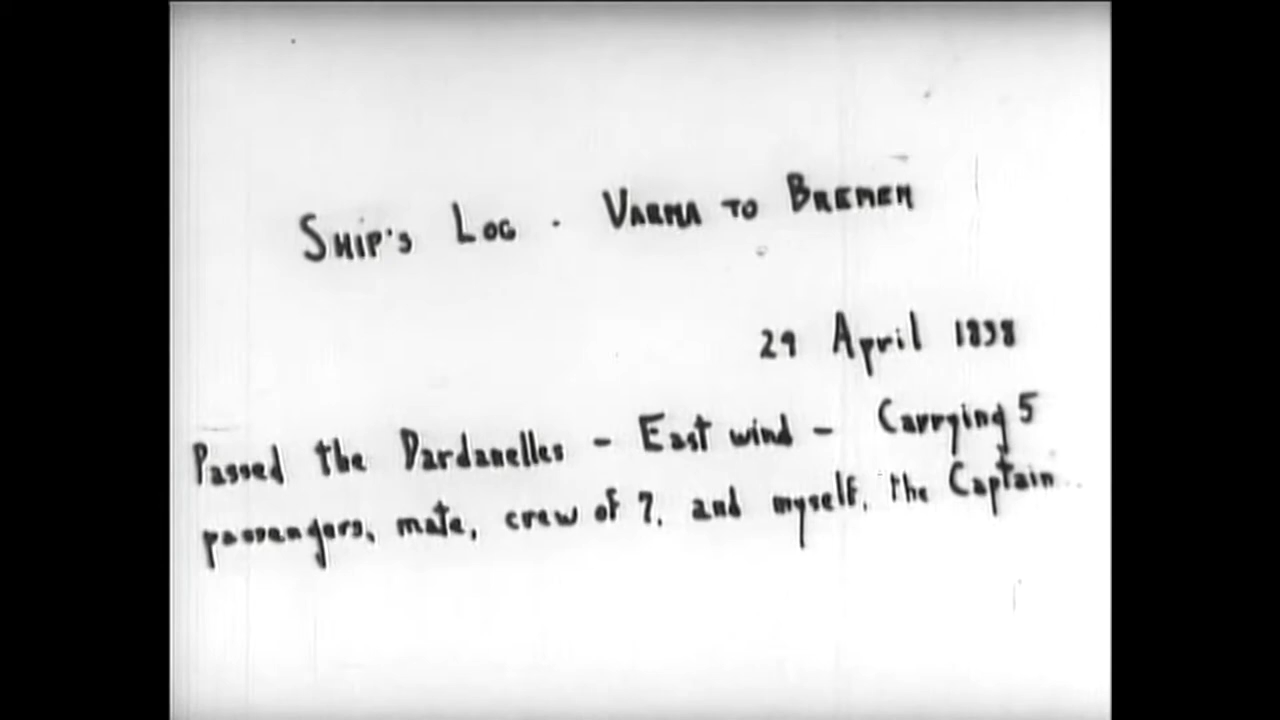 Ship's Log · Varna to Bremen
29 April 1838
Passed the Dardanelles – East wind – Carrying 5
passengers, mate, crew of 7, and myself, the Captain